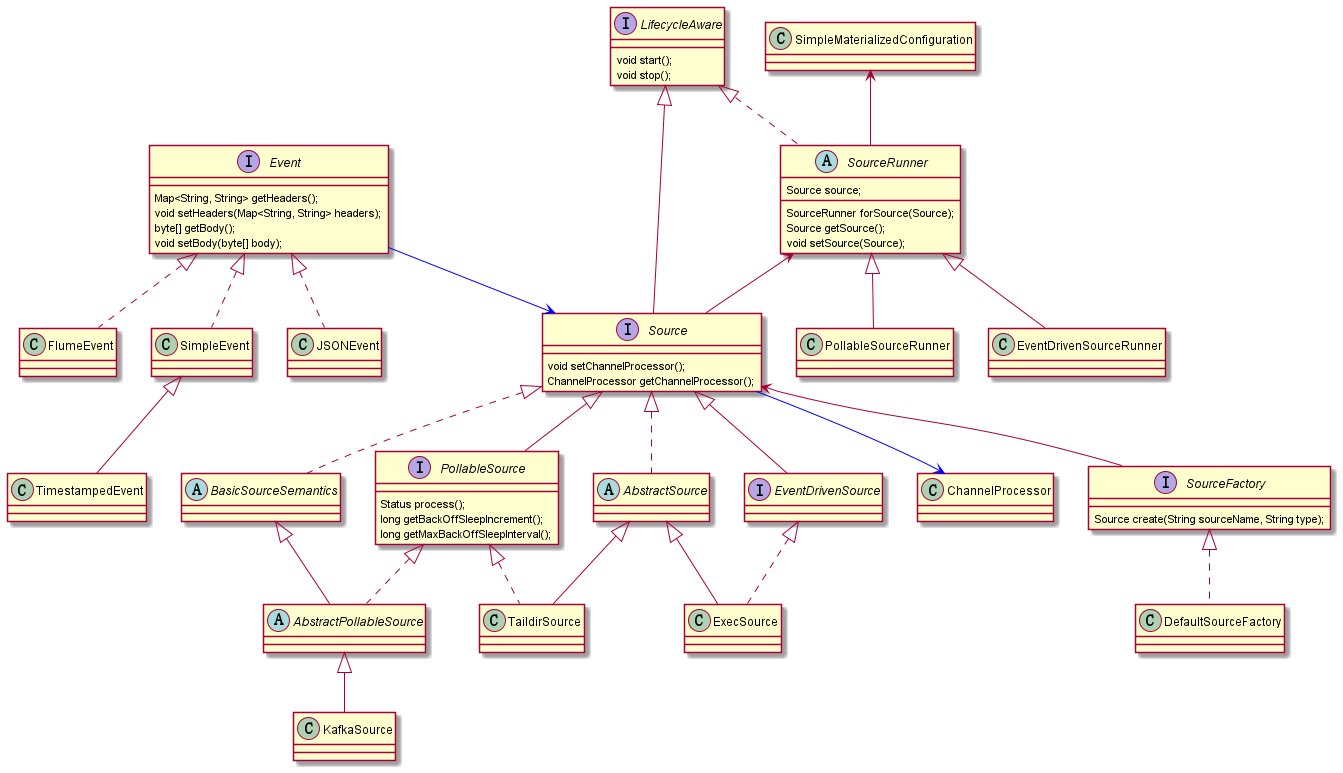 I LifecycleAware
void start();
void stop();
C SimpleMaterializedConfiguration
I Event
Map<String, String> getHeaders();
void setHeaders(Map<String, String> headers);
byte[] getBody();
void setBody(byte[] body);
A SourceRunner
Source source;
SourceRunner forSource(Source);
Source getSource();
void setSource(Source);
C FlumeEvent
C SimpleEvent
C JSONEvent
I Source
void setChannelProcessor();
ChannelProcessor getChannelProcessor();
C PollableSourceRunner
C EventDrivenSourceRunner
C TimestampedEvent
A BasicSourceSemantics
I PollableSource
Status process();
long getBackOffSleepIncrement();
long getMaxBackOffSleepInterval();
A AbstractSource
I EventDrivenSource
C ChannelProcessor
I SourceFactory
Source create(String sourceName, String type);
A AbstractPollableSource
C TaildirSource
C ExecSource
C DefaultSourceFactory
C KafkaSource